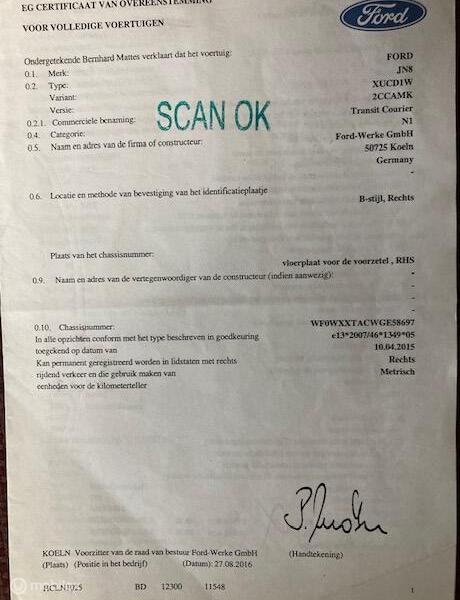 EG CERTIFICAAT VAN OVEREENSTEMMING
VOOR VOLLEDIGE VOERTUIGEN
Ford
Ondergetekende Bernhard Mattes verklaart dat het voertuig:
0.1. Merk: FORD
0.2. Type: JN8
Variant: XUCD1W
Versie: 2CCAMK
0.2.1. Commerciele benaming: Transit Courier
0.4. Categorie: N1
0.5. Naam en adres van de firma of constructeur: Ford-Werke GmbH
50725 Koeln
Germany
-
SCAN OK
0.6. Locatie en methode van bevestiging van het identificatieplaatje
B-stijl, Rechts
Plaats van het chassisnummer:
vloerplaat voor de voorzetel , RHS
0.9. Naam en adres van de vertegenwoordiger van de constructeur (indien aanwezig): -
-
-
-
0.10. Chassisnummer: WF0WXXTACWGE58697
In alle opzichten conform met het type beschreven in goedkeuring e13*2007/46*1349*05
toegekend op datum van 10.04.2015
Kan permanent geregistreerd worden in lidstaten met rechts Rechts
rijdend verkeer en die gebruik maken van Metrisch
eenheden voor de kilometerteller
KOELN Voorzitter van de raad van bestuur Ford-Werke GmbH (Handtekening)
(Plaats) (Positie in het bedrijf) (Datum): 27.08.2016
HCLN1025 BD 12300 11548 1